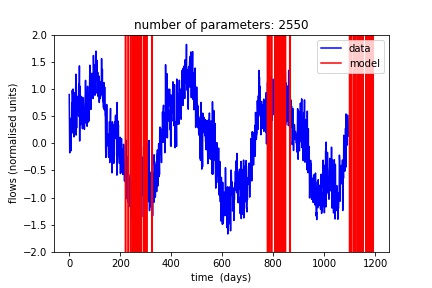 number of parameters: 2550
data
model
flows (normalised units)
2.0
1.5
1.0
0.5
0.0
−0.5
−1.0
−1.5
−2.0
0 200 400 600 800 1000 1200
time (days)